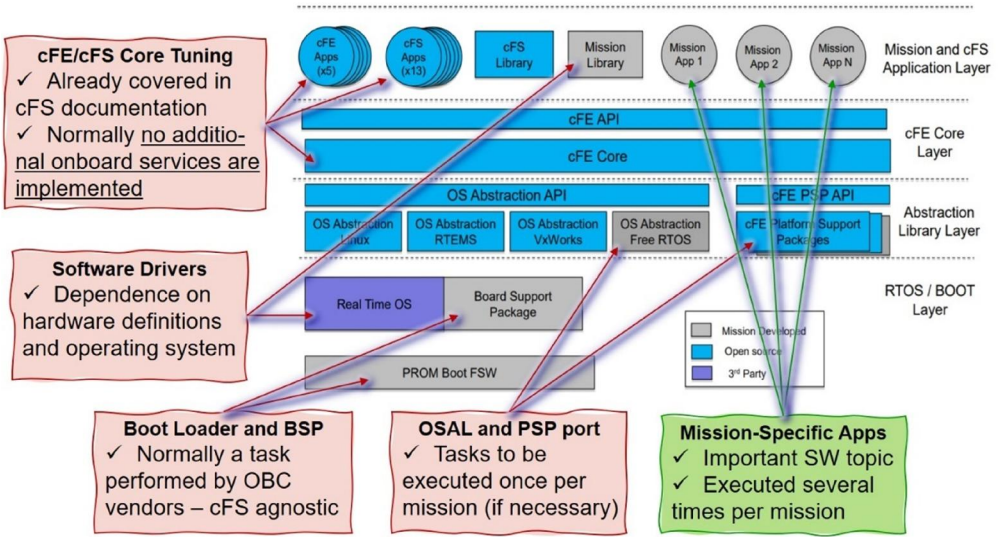 cFE/cFS Core Tuning
✓ Already covered in
cFS documentation
✓ Normally no additio-
nal onboard services are
implemented
Software Drivers
✓ Dependence on
hardware definitions
and operating system
cFE
Apps
(x5)
cFS
Apps
(x13)
cFS
Library
Mission
Library
Mission
App 1
Mission
App 2
Mission
App N
Mission and cFS
Application Layer
cFE API
cFE Core
cFE Core
Layer
OS Abstraction API
cFE PSP API
OS Abstraction
Linux
OS Abstraction
RTEMS
OS Abstraction
VxWorks
OS Abstraction
Free RTOS
cFE Platform Support
Packages
Abstraction
Library Layer
Real Time OS
Board Support
Package
RTOS / BOOT
Layer
PROM Boot FSW
Mission Developed
Open source
3rd Party
Boot Loader and BSP
✓ Normally a task
performed by OBC
vendors – cFS agnostic
OSAL and PSP port
✓ Tasks to be
executed once per
mission (if necessary)
Mission-Specific Apps
✓ Important SW topic
✓ Executed several
times per mission